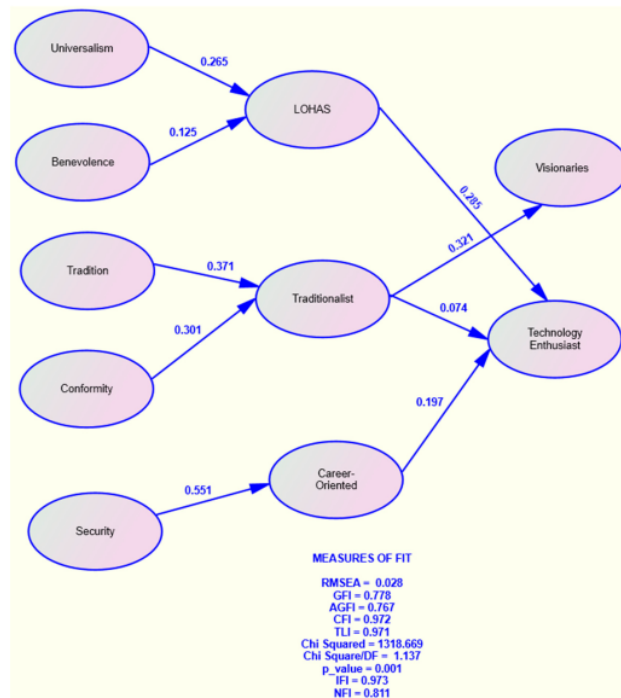 Universalism
0.265
LOHAS
0.125
Benevolence
Visionaries
0.285
0.321
Tradition
0.371
Traditionalist
0.074
Technology
Enthusiast
0.301
Conformity
0.197
Career-
Oriented
0.551
Security
MEASURES OF FIT
RMSEA = 0.028
GFI = 0.778
AGFI = 0.767
CFI = 0.972
TLI = 0.971
Chi Squared = 1318.669
Chi Square/DF = 1.137
p_value = 0.001
IFI = 0.973
NFI = 0.811